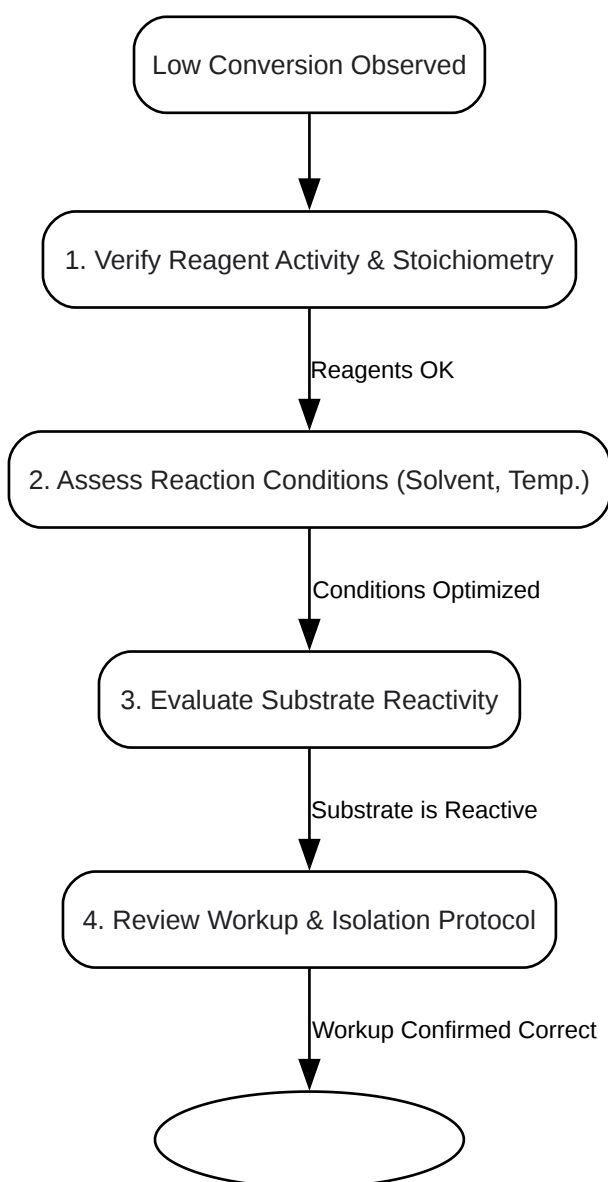 Low Conversion Observed
1. Verify Reagent Activity & Stoichiometry
Reagents OK
2. Assess Reaction Conditions (Solvent, Temp.)
Conditions Optimized
3. Evaluate Substrate Reactivity
Substrate is Reactive
4. Review Workup & Isolation Protocol
Workup Confirmed Correct